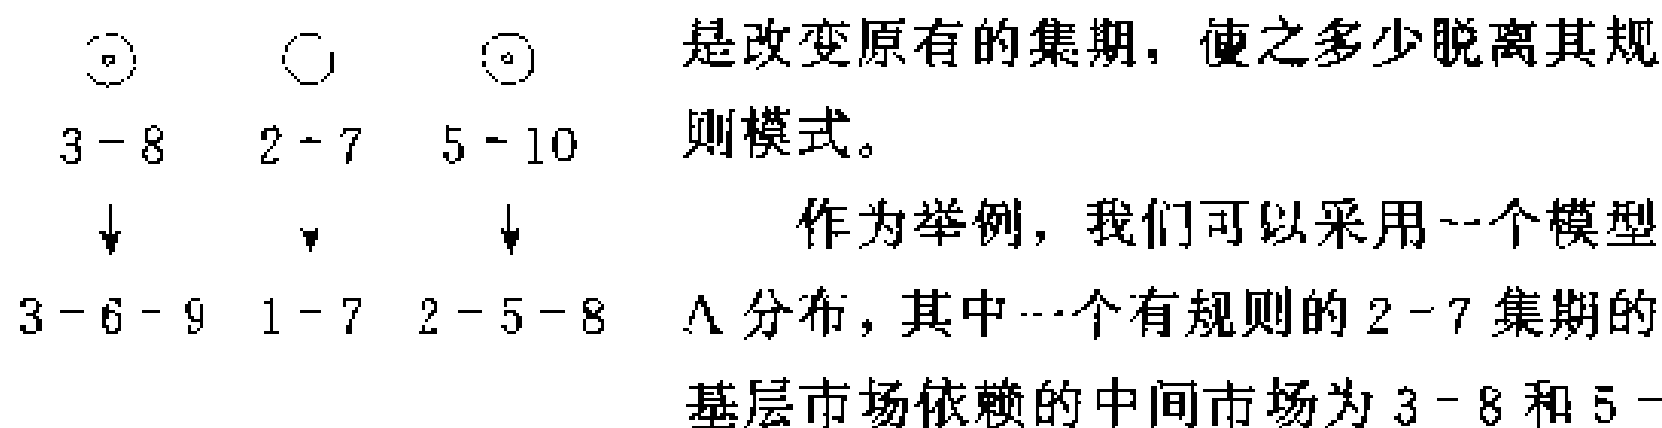 3-8 2-7 5-10
3-6-9 1-7 2-5-8
是改变原有的集期，使之多少脱离其规
则模式。
作为举例，我们可以采用一个模型
A 分布，其中一个有规则的 2-7 集期的
基层市场依赖的中间市场为 3-8 和 5-